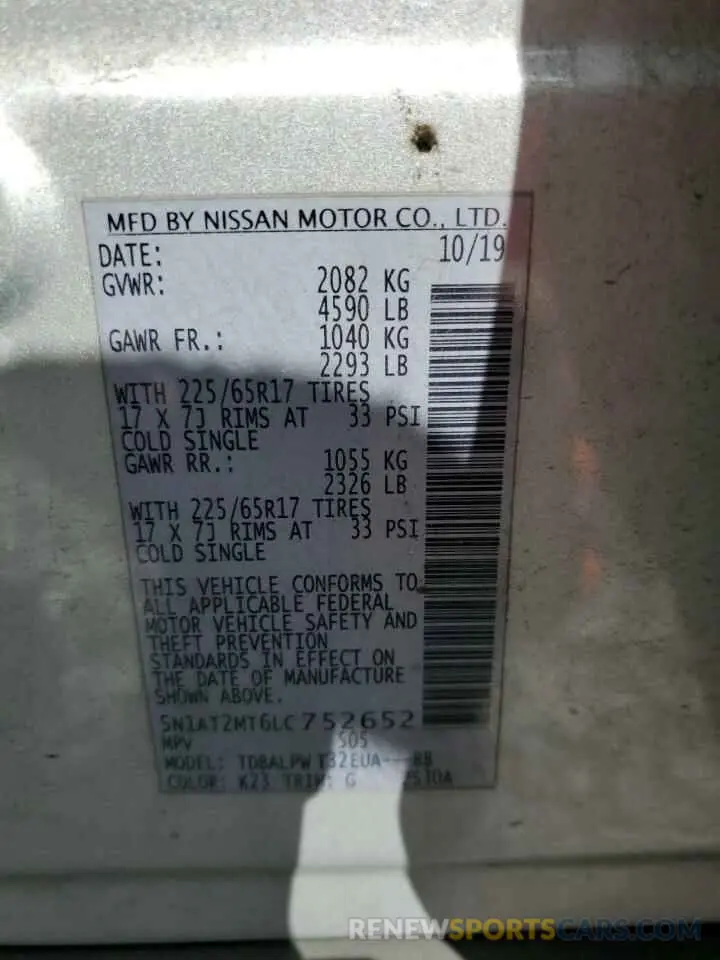 MFD BY NISSAN MOTOR CO., LTD.
DATE: 10/19
GVWR: 2082 KG
4590 LB
GAWR FR.: 1040 KG
2293 LB
WITH 225/65R17 TIRES
17 X 7J RIMS AT 33 PSI
COLD SINGLE
GAWR RR.: 1055 KG
2326 LB
WITH 225/65R17 TIRES
17 X 7J RIMS AT 33 PSI
COLD SINGLE
THIS VEHICLE CONFORMS TO
ALL APPLICABLE FEDERAL
MOTOR VEHICLE SAFETY AND
THEFT PREVENTION
STANDARDS IN EFFECT ON
THE DATE OF MANUFACTURE
SHOWN ABOVE.
5N1AT2MT6LC752652
MPV 505
MODEL: TDBALPW T32EUA---BB
COLOR: K23 TRIM: G
RENEWSPORTSCARS.COM